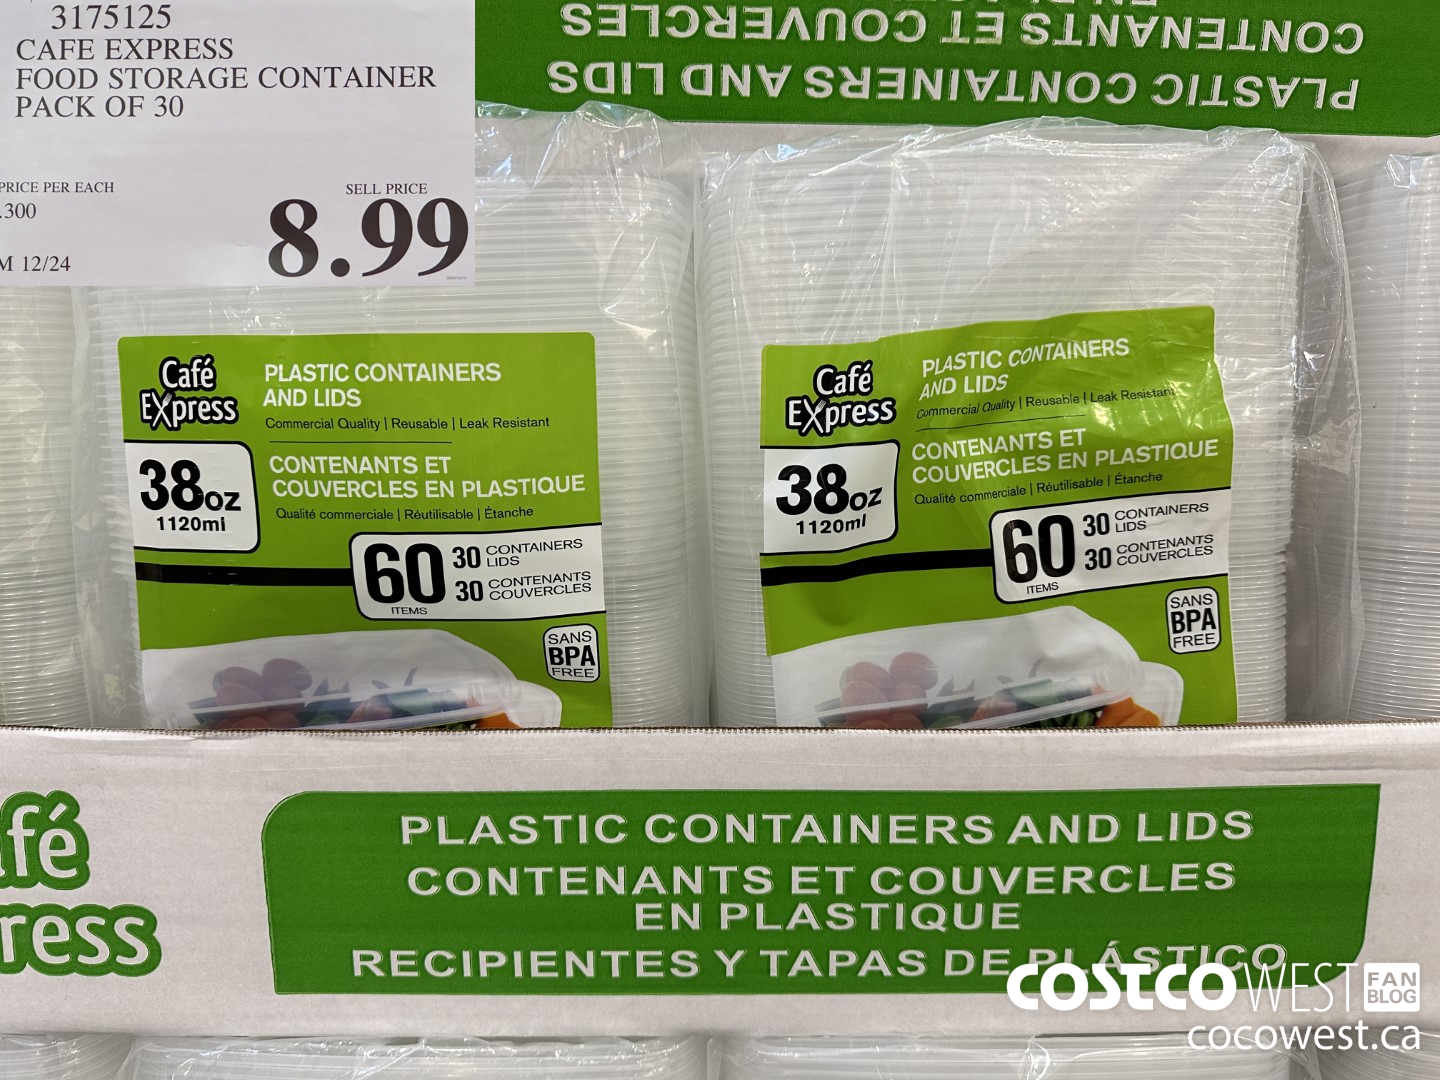 3175125
CAFE EXPRESS
FOOD STORAGE CONTAINER
PACK OF 30
PRICE PER EACH
.300
SELL PRICE
8.99
M 12/24
CONTENANTS ET COUVERCLES
PLASTIC CONTAINERS AND LIDS
Café
EXpress
PLASTIC CONTAINERS
AND LIDS
Commercial Quality | Reusable | Leak Resistant
38oz
1120ml
CONTENANTS ET
COUVERCLES EN PLASTIQUE
Qualité commerciale | Réutilisable | Étanche
60
ITEMS
30 CONTAINERS
LIDS
30 CONTENANTS
COUVERCLES
SANS
BPA
FREE
Café
EXpress
PLASTIC CONTAINERS
AND LIDS
Commercial Quality | Reusable | Leak Resistant
38oz
1120ml
CONTENANTS ET
COUVERCLES EN PLASTIQUE
Qualité commerciale | Réutilisable | Étanche
60
ITEMS
30 CONTAINERS
LIDS
30 CONTENANTS
COUVERCLES
SANS
BPA
FREE
afé
ress
PLASTIC CONTAINERS AND LIDS
CONTENANTS ET COUVERCLES
EN PLASTIQUE
RECIPIENTES Y TAPAS DE PLÁSTICO
COSTCO WEST FAN
BLOG
cocowest.ca